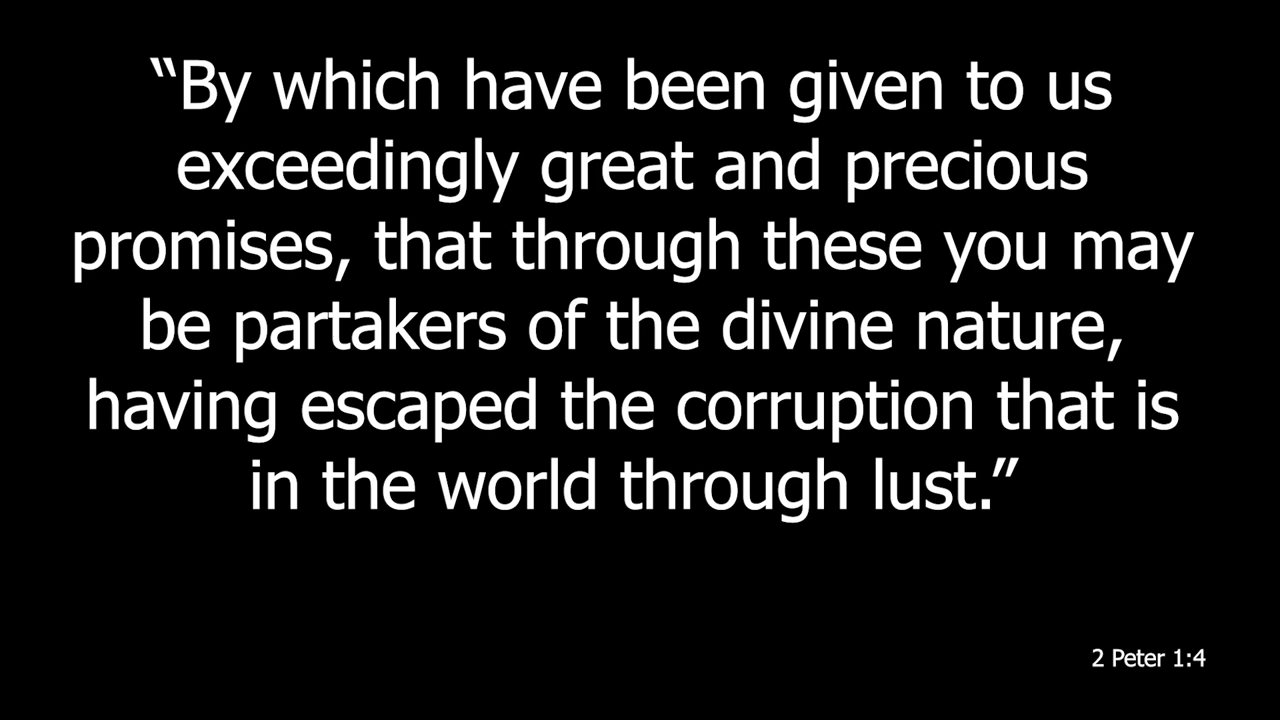 “By which have been given to us
exceedingly great and precious
promises, that through these you may
be partakers of the divine nature,
having escaped the corruption that is
in the world through lust.”
2 Peter 1:4